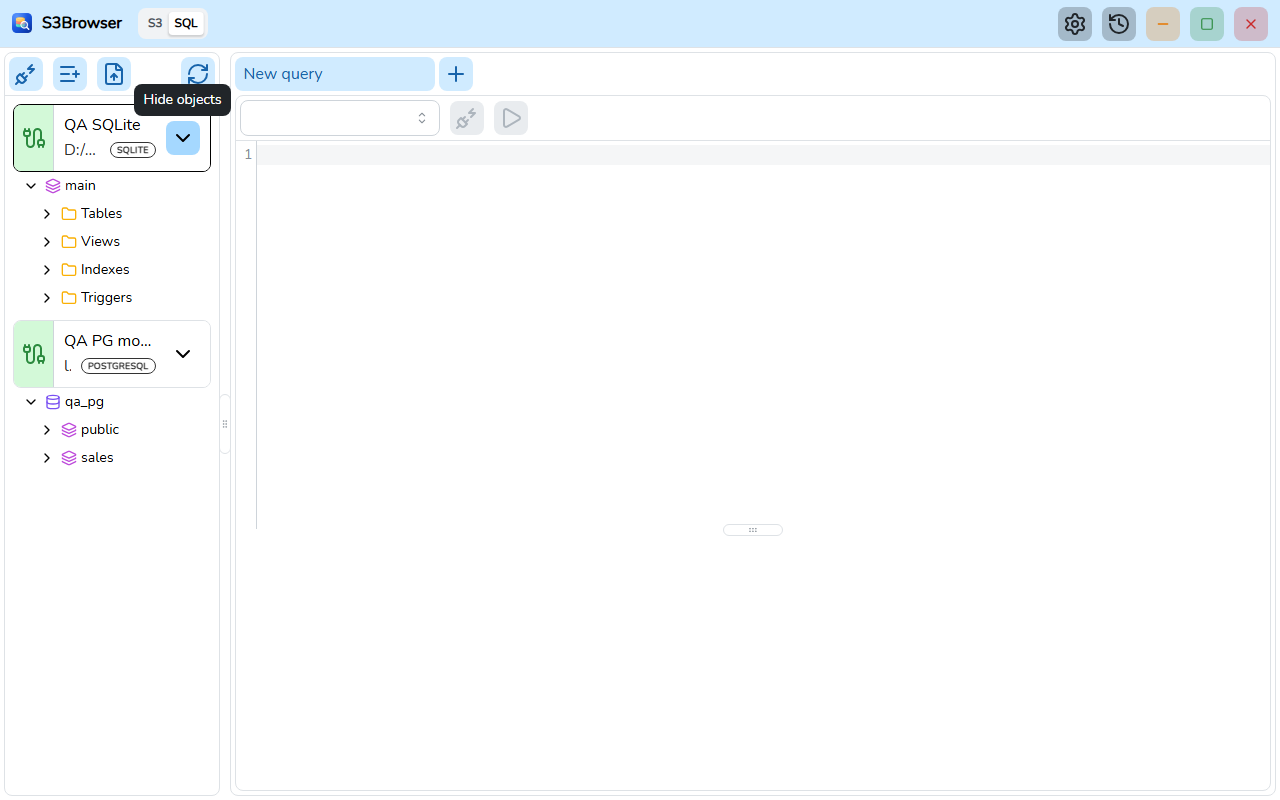 S3Browser
S3 SQL
Hide objects
New query
QA SQLite
D:/... SQLITE
main
Tables
Views
Indexes
Triggers
QA PG mo...
l. POSTGRESQL
qa_pg
public
sales
1